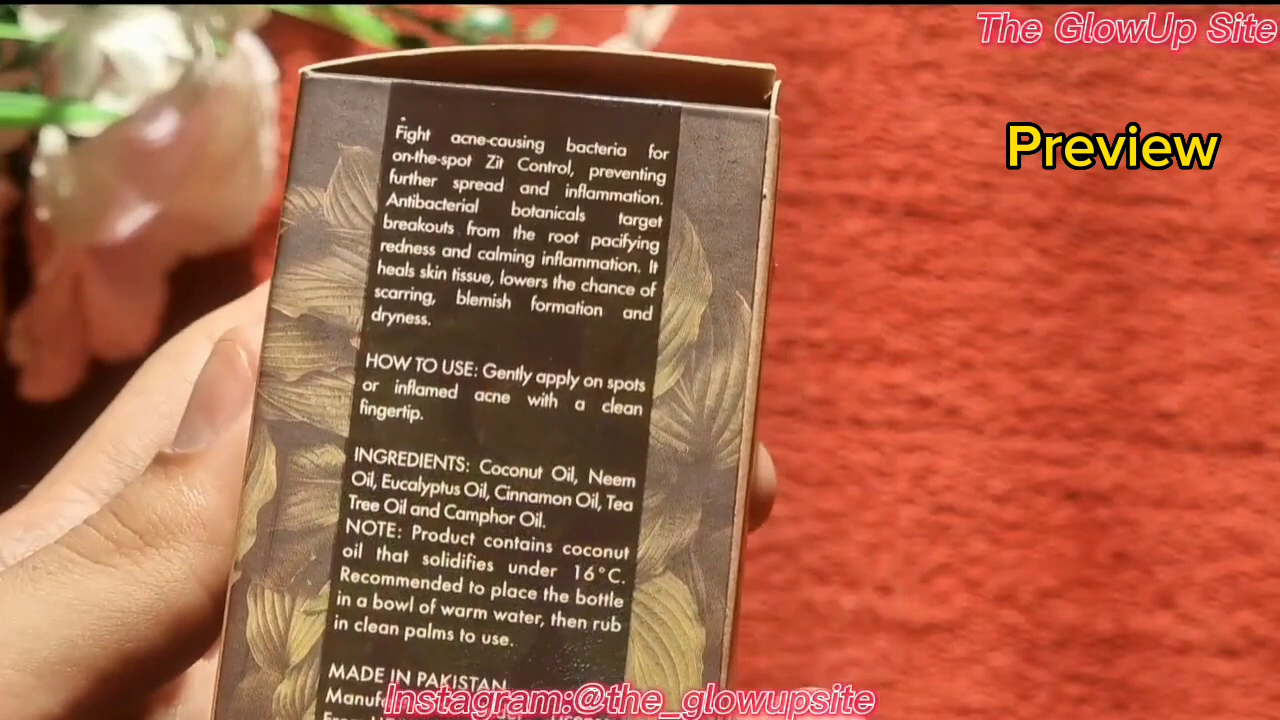 The GlowUp Site
Preview
Fight acne-causing bacteria for
on-the-spot Zit Control, preventing
further spread and inflammation.
Antibacterial botanicals target
breakouts from the root pacifying
redness and calming inflammation. It
heals skin tissue, lowers the chance of
scarring, blemish formation and
dryness.
HOW TO USE: Gently apply on spots
or inflamed acne with a clean
fingertip.
INGREDIENTS: Coconut Oil, Neem
Oil, Eucalyptus Oil, Cinnamon Oil, Tea
Tree Oil and Camphor Oil.
NOTE: Product contains coconut
oil that solidifies under 16°C.
Recommended to place the bottle
in a bowl of warm water, then rub
in clean palms to use.
MADE IN PAKISTAN
Instagram:@the_glowupsite